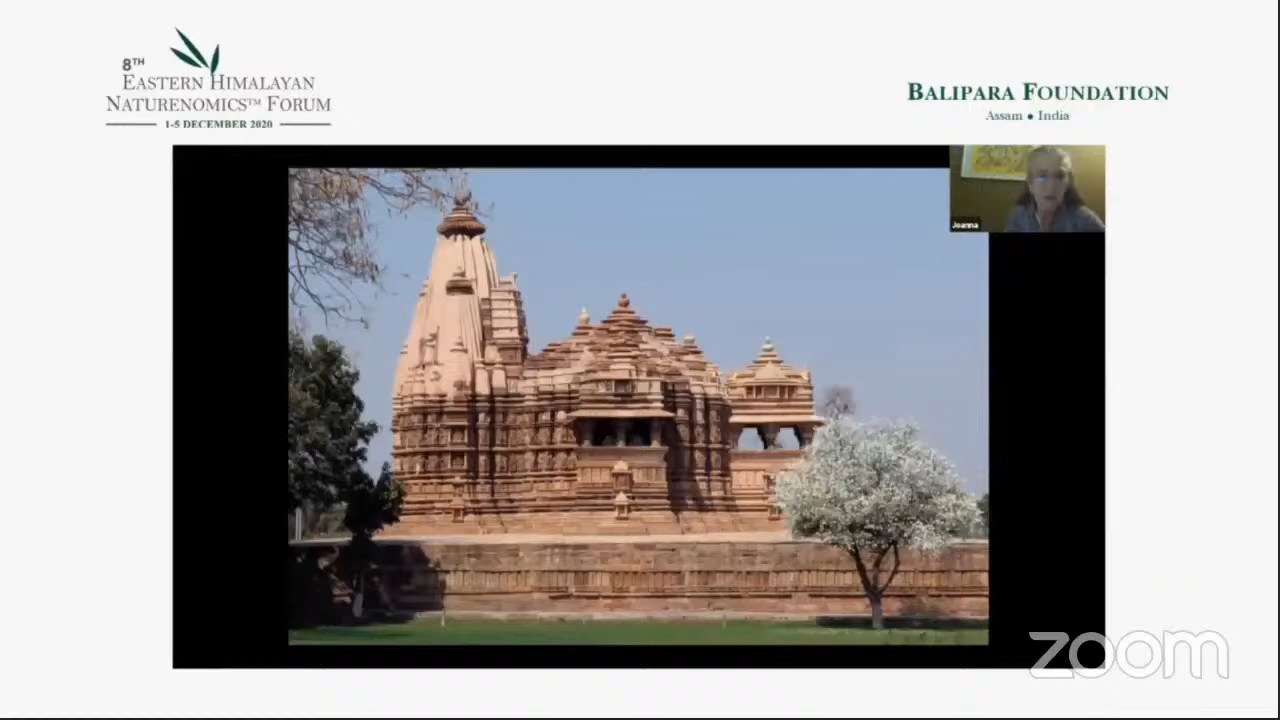 8TH
EASTERN HIMALAYAN
NATURENOMICS™ FORUM
1-5 DECEMBER 2020
BALIPARA FOUNDATION
Assam • India
Joanna
zoom